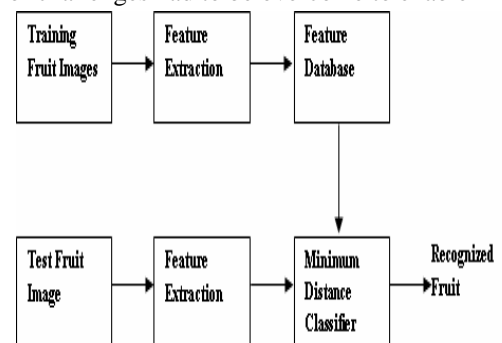 Training
Fruit Images
Feature
Extraction
Feature
Database
Test Fruit
Image
Feature
Extraction
Minimum
Distance
Classifier
Recognized
Fruit